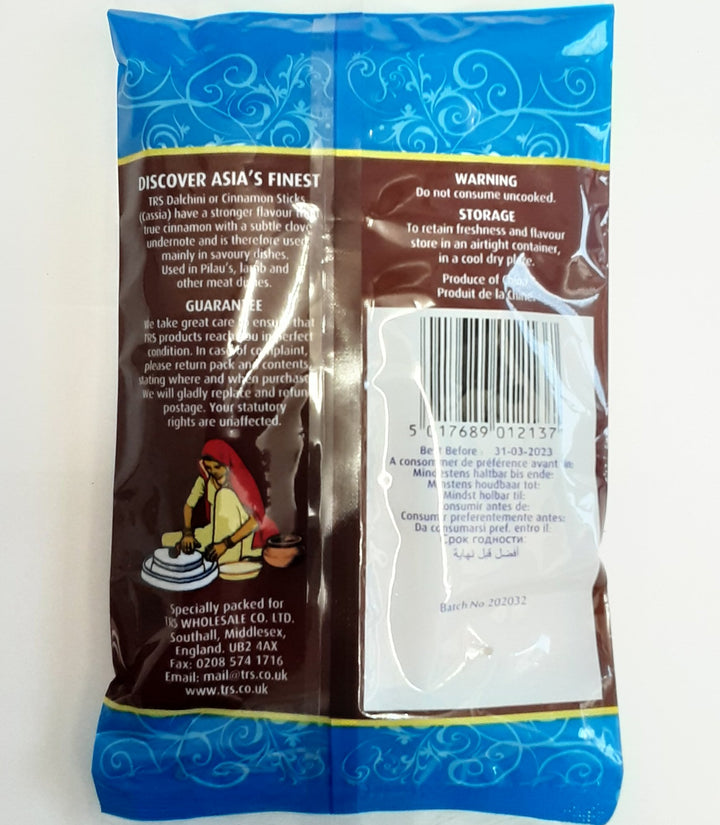 DISCOVER ASIA'S FINEST
TRS Dalchini or Cinnamon Sticks
(Cassia) have a stronger flavour
true cinnamon with a subtle clove
undernote and is therefore used
mainly in savoury dishes.
Used in Pilau's, lamb and
other meat dishes.
GUARANTEE
We take great care to ensure that
TRS products reach you in perfect
condition. In case of complaint,
please return pack and contents,
stating where and when purchased
We will gladly replace and refund
postage. Your statutory
rights are unaffected.
Specially packed for
TRS WHOLESALE CO. LTD.
Southall, Middlesex,
England. UB2 4AX
Fax: 0208 574 1716
Email: mail@trs.co.uk
www.trs.co.uk
WARNING
Do not consume uncooked.
STORAGE
To retain freshness and flavour
store in an airtight container,
in a cool dry place.
Produce of China
Produit de la Chine.
5 017689 012137
Best Before 31-03-2023
A consommer de préférence avant le:
Mindestens haltbar bis ende:
Minstens houdbaar tot:
Mindst holbar til:
Consumir antes de:
Consumir preferentemente antes:
Da consumarsi pref. entro il:
Срок годности:
أفضل قبل نهاية
Batch No 202032